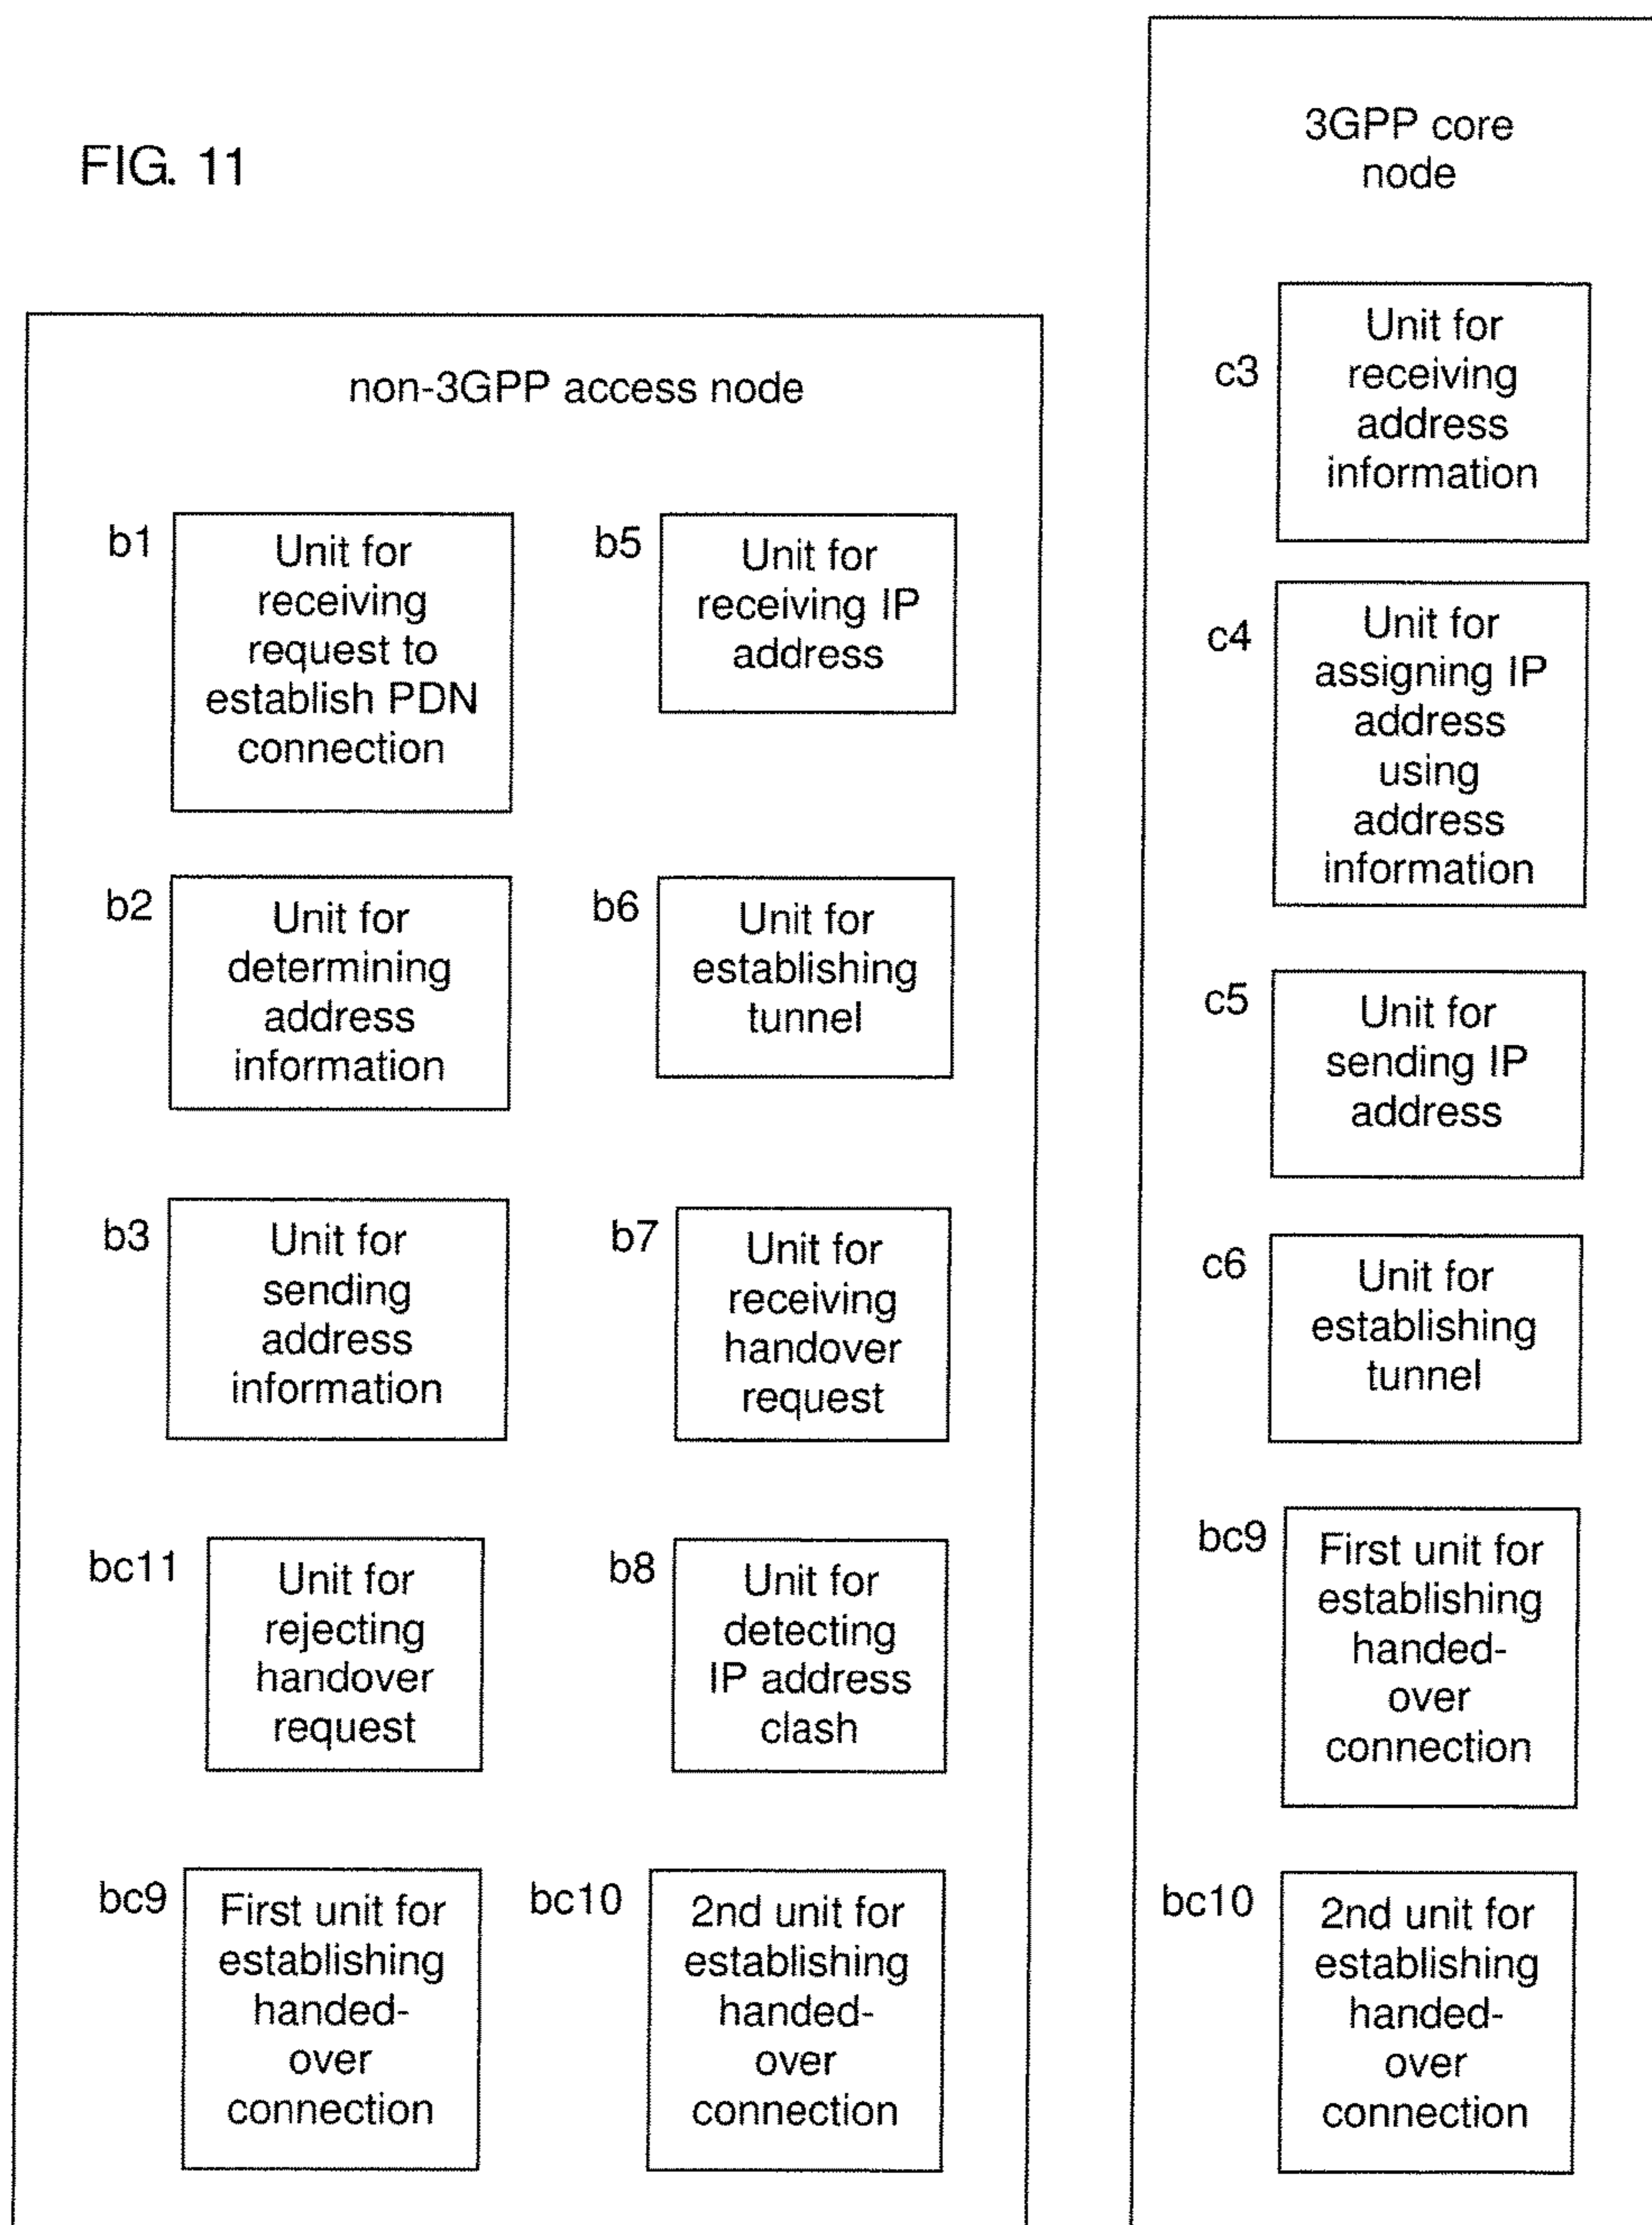 FIG. 11
non-3GPP access node
b1
Unit for
receiving
request to
establish PDN
connection
b5
Unit for
receiving IP
address
b2
Unit for
determining
address
information
b6
Unit for
establishing
tunnel
b3
Unit for
sending
address
information
b7
Unit for
receiving
handover
request
bc11
Unit for
rejecting
handover
request
b8
Unit for
detecting
IP address
clash
bc9
First unit for
establishing
handed-
over
connection
bc10
2nd unit for
establishing
handed-
over
connection
3GPP core
node
c3
Unit for
receiving
address
information
c4
Unit for
assigning IP
address
using
address
information
c5
Unit for
sending IP
address
c6
Unit for
establishing
tunnel
bc9
First unit for
establishing
handed-
over
connection
bc10
2nd unit for
establishing
handed-
over
connection